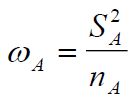 ω_A = S_A^2 / n_A